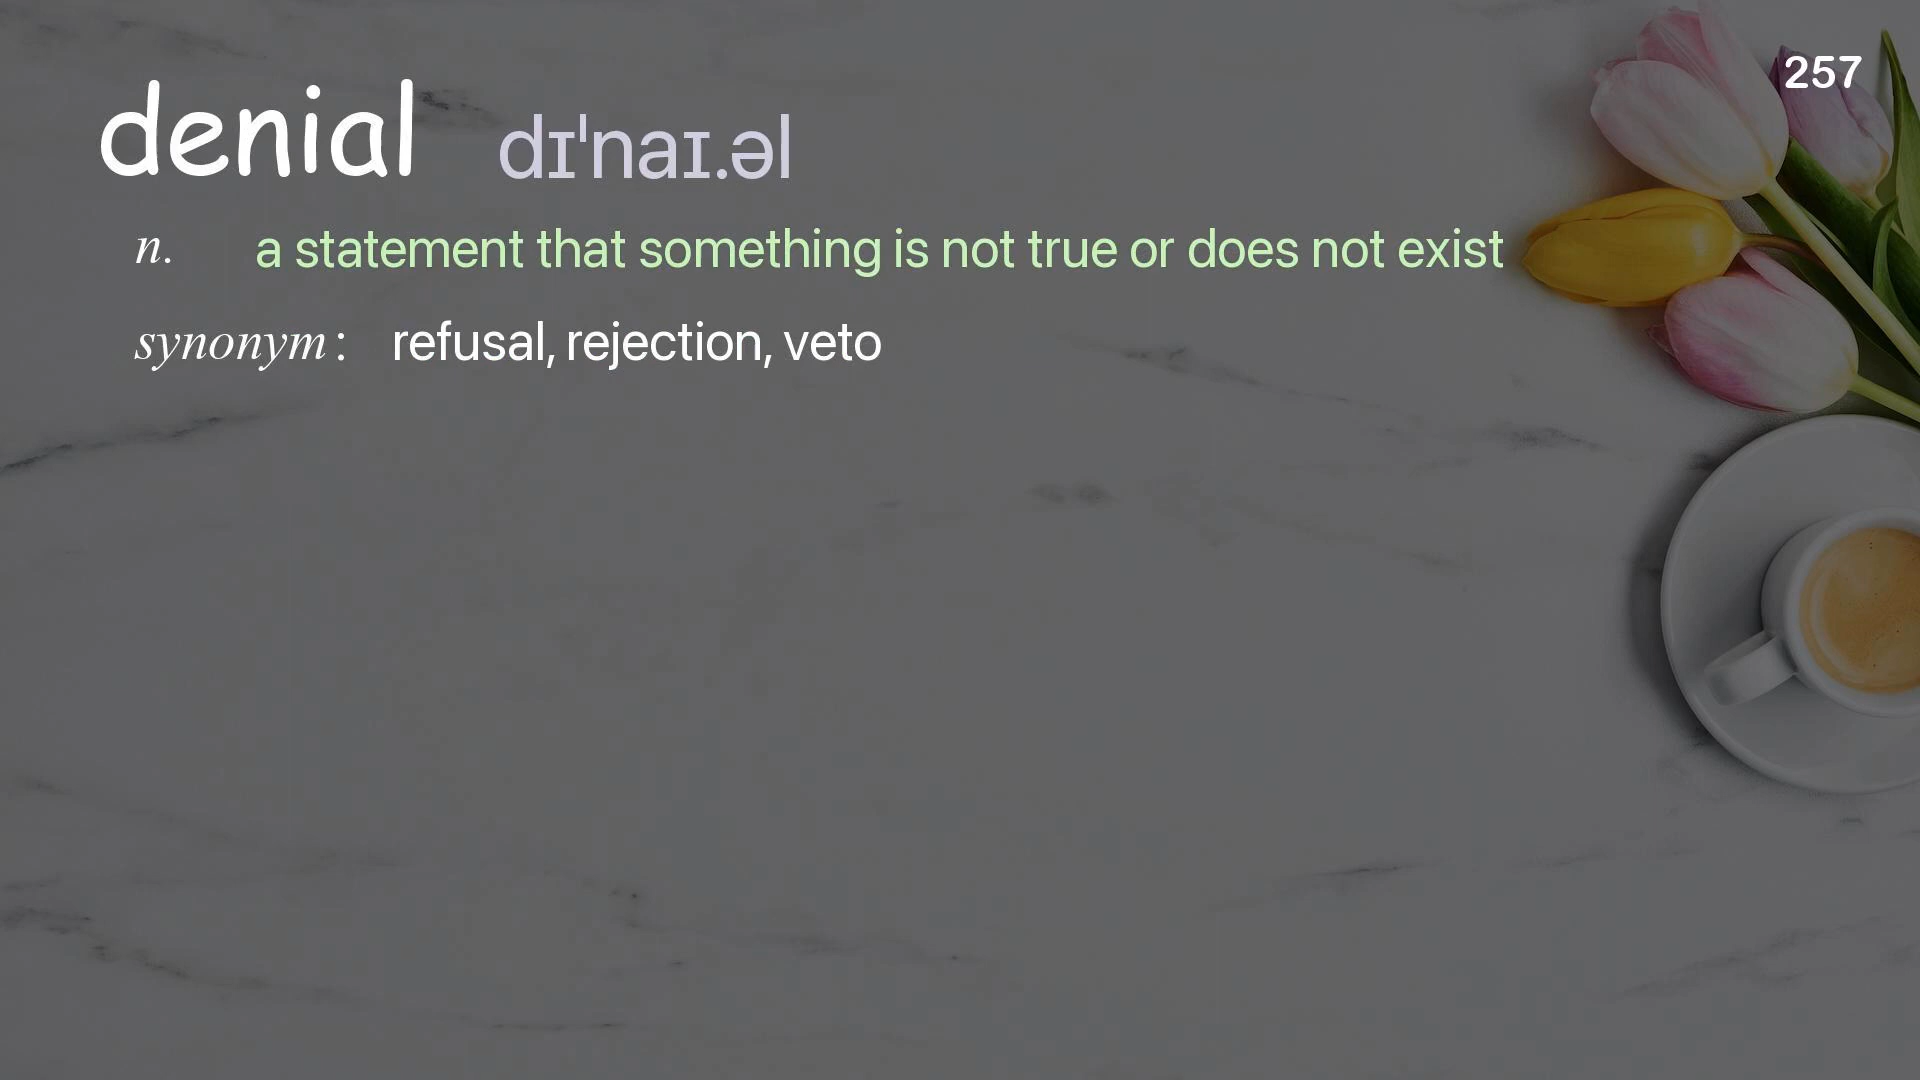 257
denial dɪˈnaɪ.əl
n. a statement that something is not true or does not exist
synonym: refusal, rejection, veto